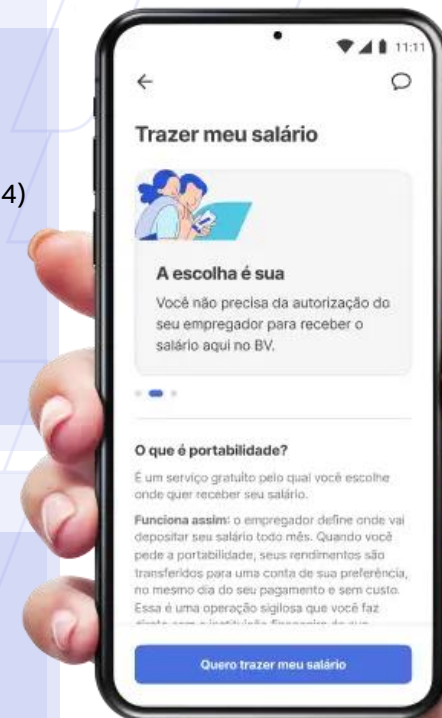 11:11
Trazer meu salário
4)
A escolha é sua
Você não precisa da autorização do
seu empregador para receber o
salário aqui no BV.
O que é portabilidade?
É um serviço gratuito pelo qual você escolhe
onde quer receber seu salário.
Funciona assim: o empregador define onde vai
depositar seu salário todo mês. Quando você
pede a portabilidade, seus rendimentos são
transferidos para uma conta de sua preferência,
no mesmo dia do seu pagamento e sem custo.
Essa é uma operação sigilosa que você faz
Quero trazer meu salário